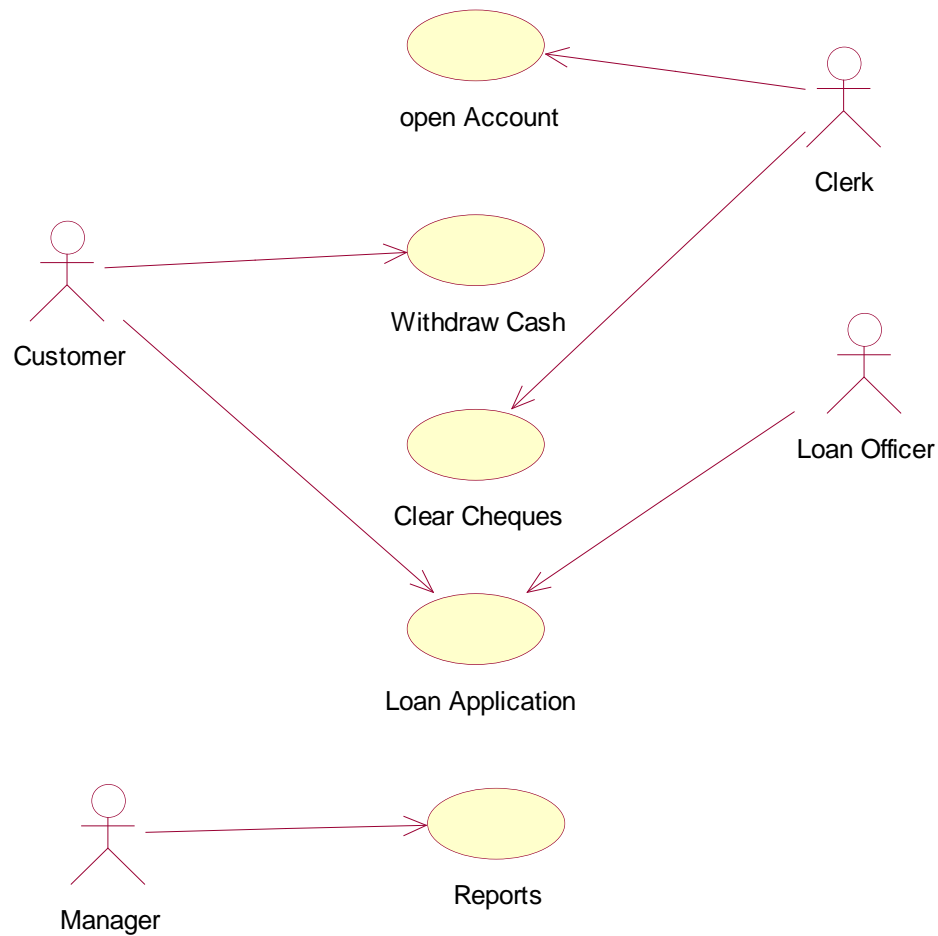 open Account
Clerk
Withdraw Cash
Customer
Loan Officer
Clear Cheques
Loan Application
Reports
Manager